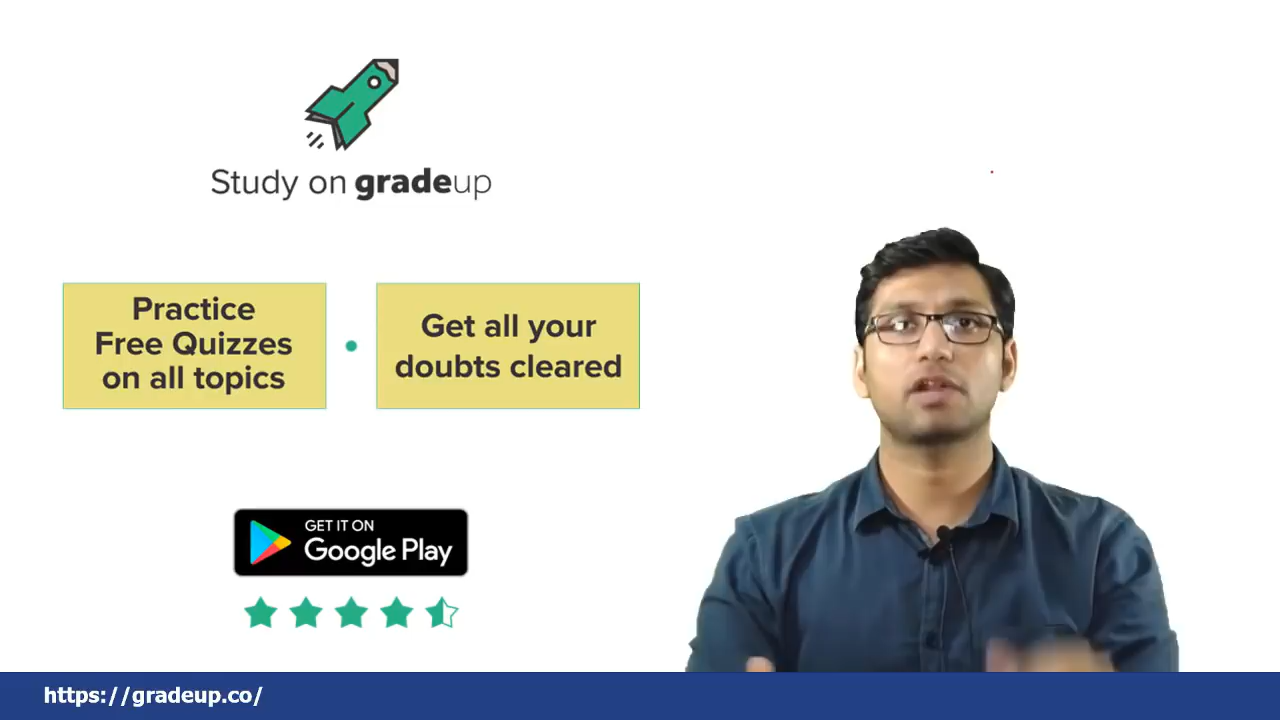 Study on gradeup
Practice
Free Quizzes
on all topics
Get all your
doubts cleared
GET IT ON
Google Play
https://gradeup.co/